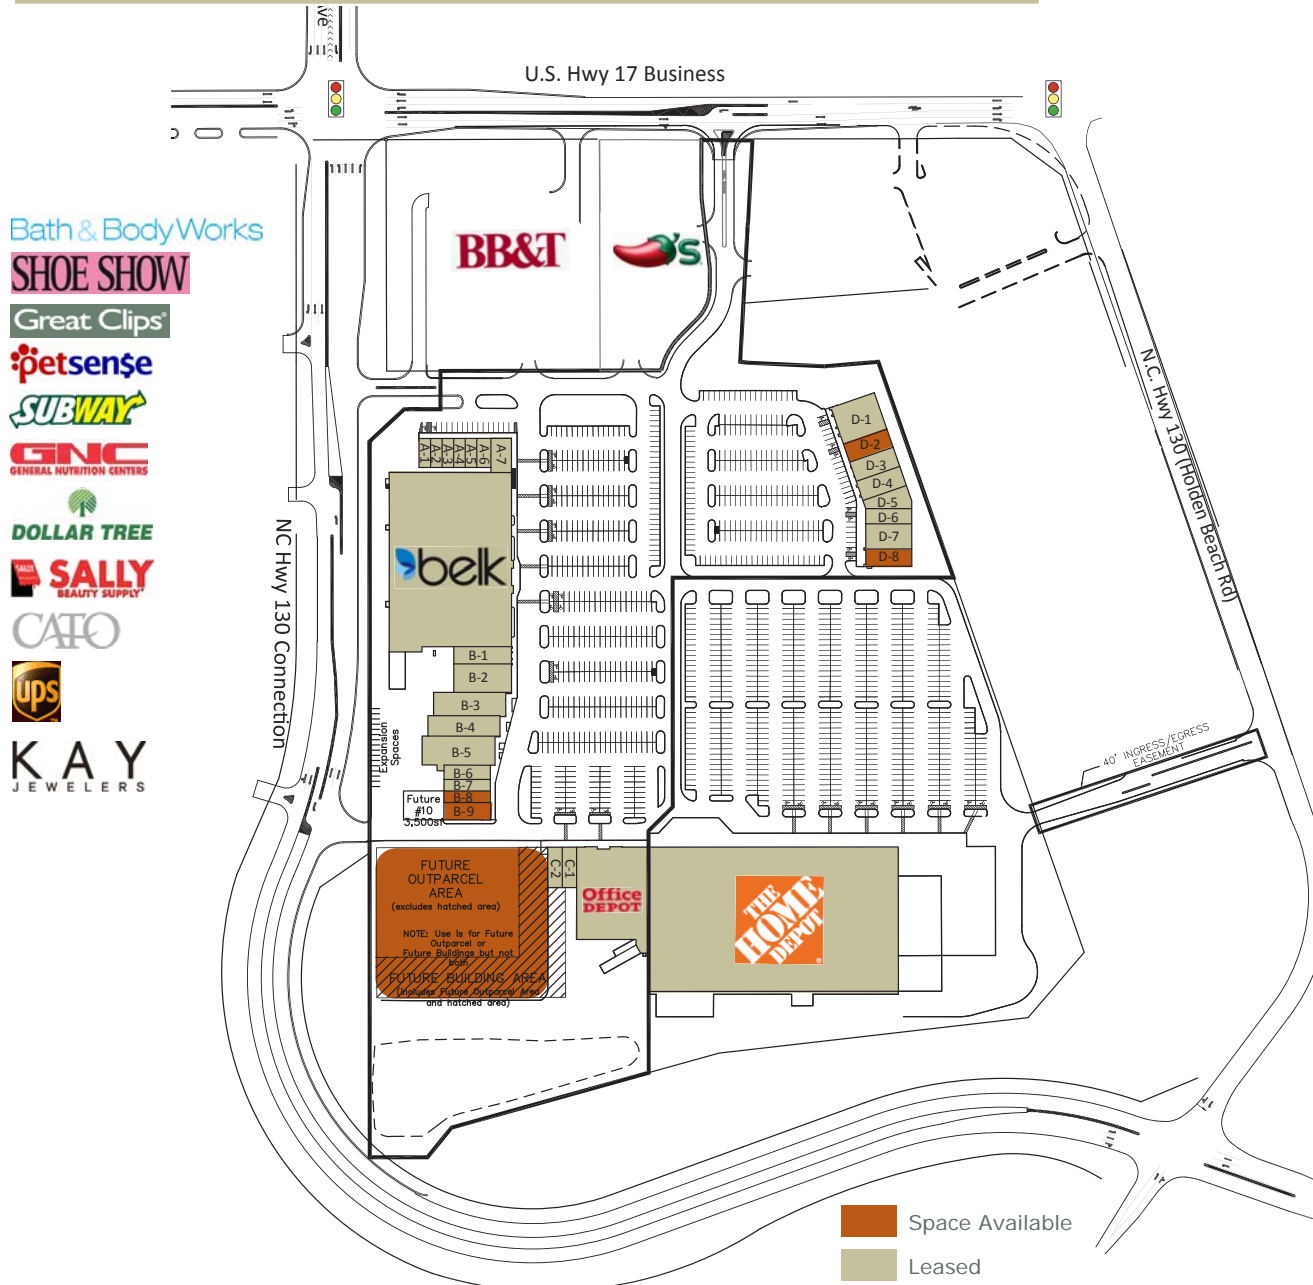 Ave
U.S. Hwy 17 Business
Bath & Body Works
SHOE SHOW
Great Clips
petsen$e
SUBWAY
GNC
GENERAL NUTRITION CENTERS
DOLLAR TREE
SALLY
SALLY
BEAUTY SUPPLY
CATO
ups
KAY
JEWELERS
BB&T
'S
NC Hwy 130 Connection
N.C. Hwy 130 (Holden Beach Rd)
A-1
A-2
A-3
A-4
A-5
A-6
A-7
belk
B-1
B-2
B-3
B-4
B-5
B-6
B-7
B-8
B-9
Expansion
Spaces
Future
#10
3,500sf
D-1
D-2
D-3
D-4
D-5
D-6
D-7
D-8
40' INGRESS/EGRESS
EASEMENT
C-2
C-1
Office
DEPOT
THE
HOME
DEPOT
FUTURE
OUTPARCEL
AREA
(excludes hatched area)
NOTE: Use is for Future
Outparcel or
Future Buildings but not
both
FUTURE BUILDING AREA
(Includes Future Outparcel Area
and hatched area)
Space Available
Leased